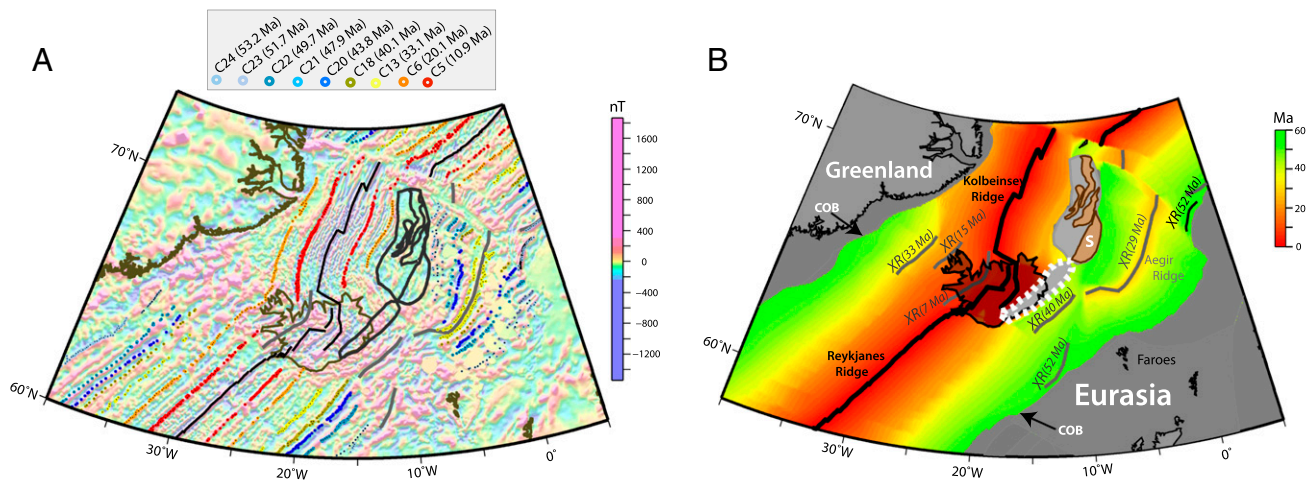 A
C24 (53.2 Ma)
C23 (51.7 Ma)
C22 (49.7 Ma)
C21 (47.9 Ma)
C20 (43.8 Ma)
C18 (40.1 Ma)
C13 (33.1 Ma)
C6 (20.1 Ma)
C5 (10.9 Ma)
nT
1600
1200
800
400
0
−400
−800
−1200
70°N
60°N
30°W
20°W
10°W
0°
B
Ma
60
40
20
0
70°N
60°N
30°W
20°W
10°W
0°
Greenland
COB
Kolbeinsey
Ridge
XR(33 Ma)
XR(15 Ma)
XR(7 Ma)
S
XR(29 Ma)
XR(52 Ma)
Aegir
Ridge
XR(40 Ma)
XR(52 Ma)
Reykjanes
Ridge
Faroes
Eurasia
COB